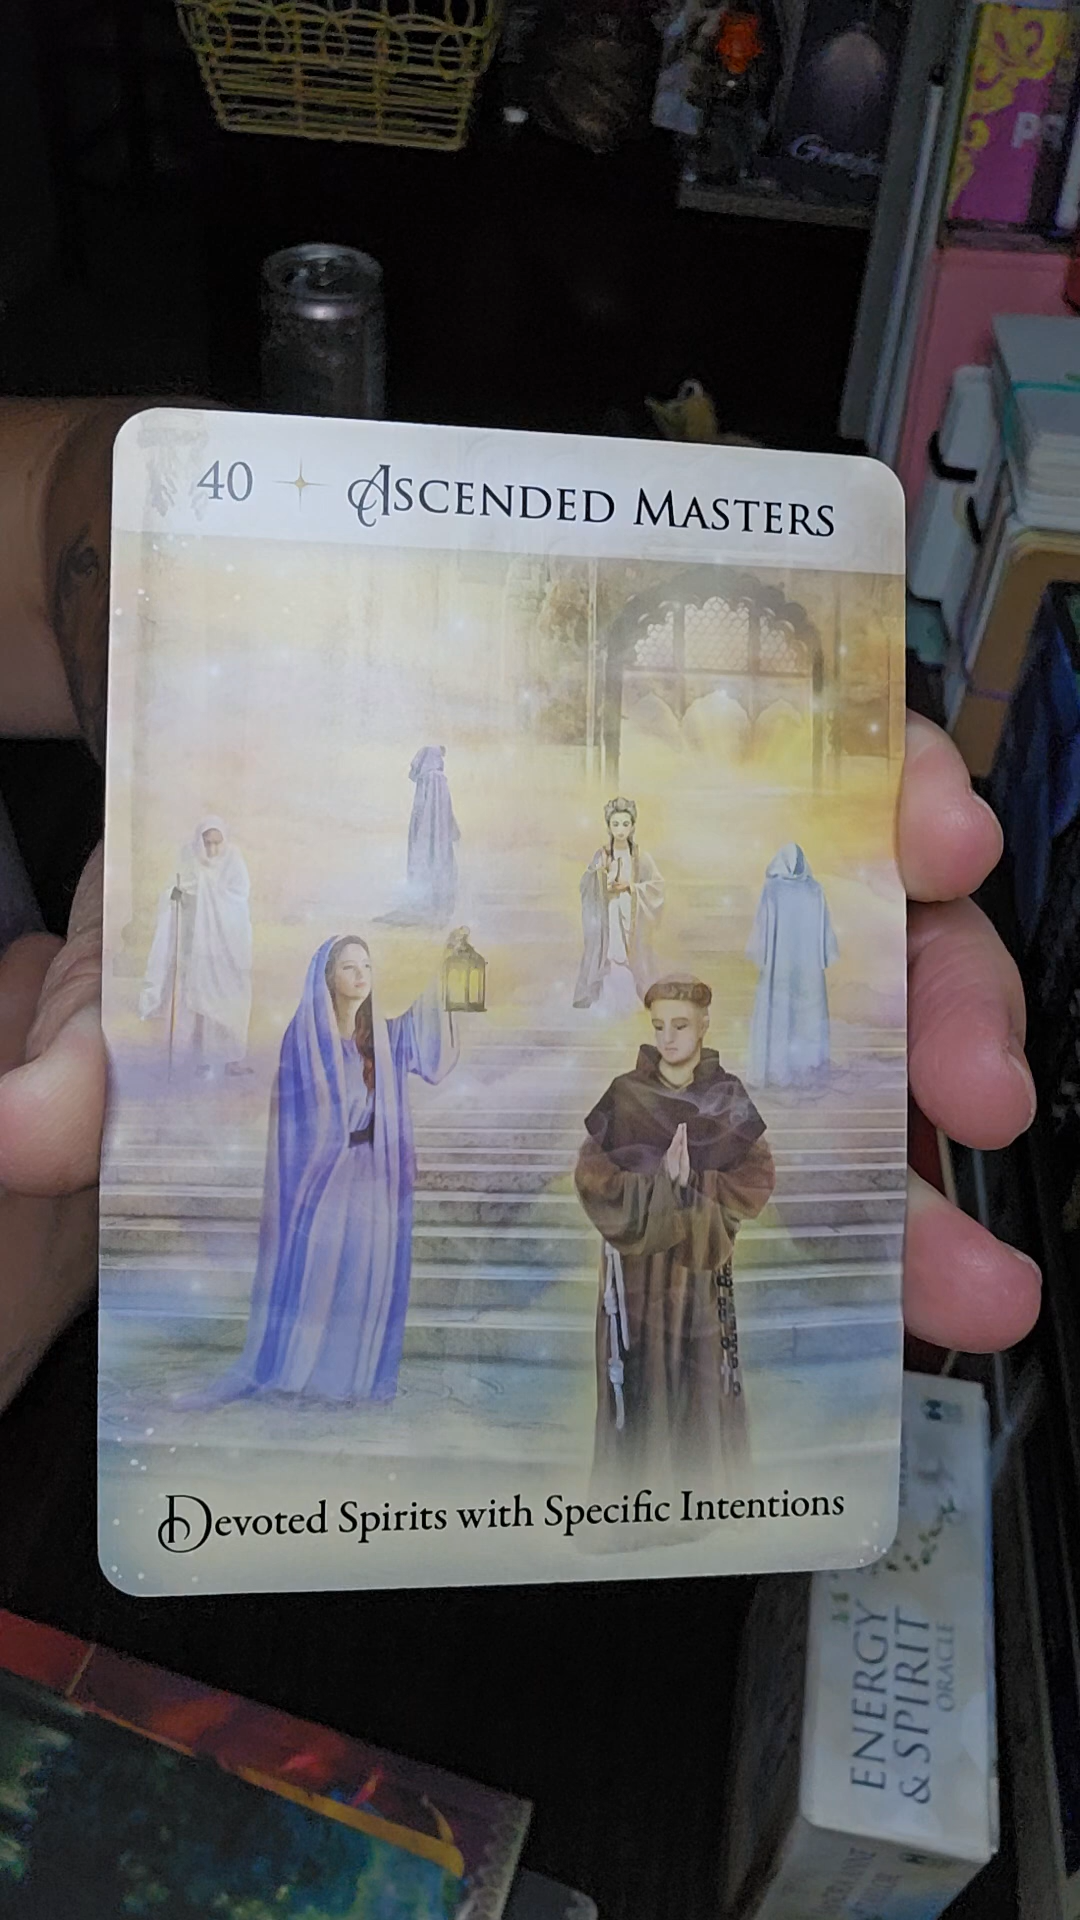 40 ASCENDED MASTERS
Devoted Spirits with Specific Intentions
ENERGY
& SPIRIT
ORACLE